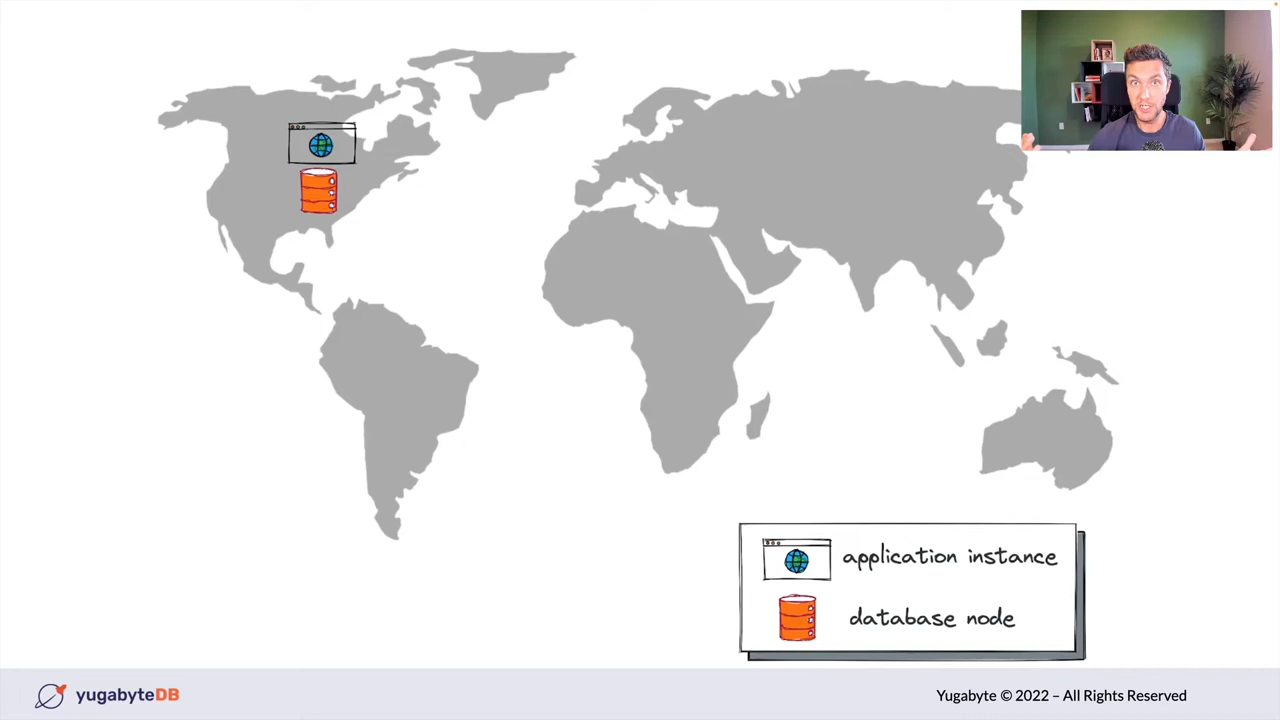 application instance
database node
yugabyteDB
Yugabyte © 2022 – All Rights Reserved